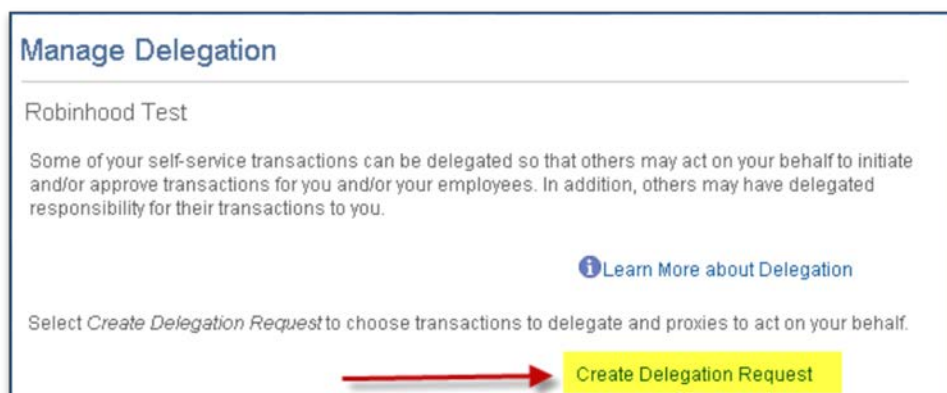 Manage Delegation
Robinhood Test
Some of your self-service transactions can be delegated so that others may act on your behalf to initiate
and/or approve transactions for you and/or your employees. In addition, others may have delegated
responsibility for their transactions to you.
Learn More about Delegation
Select Create Delegation Request to choose transactions to delegate and proxies to act on your behalf.
Create Delegation Request